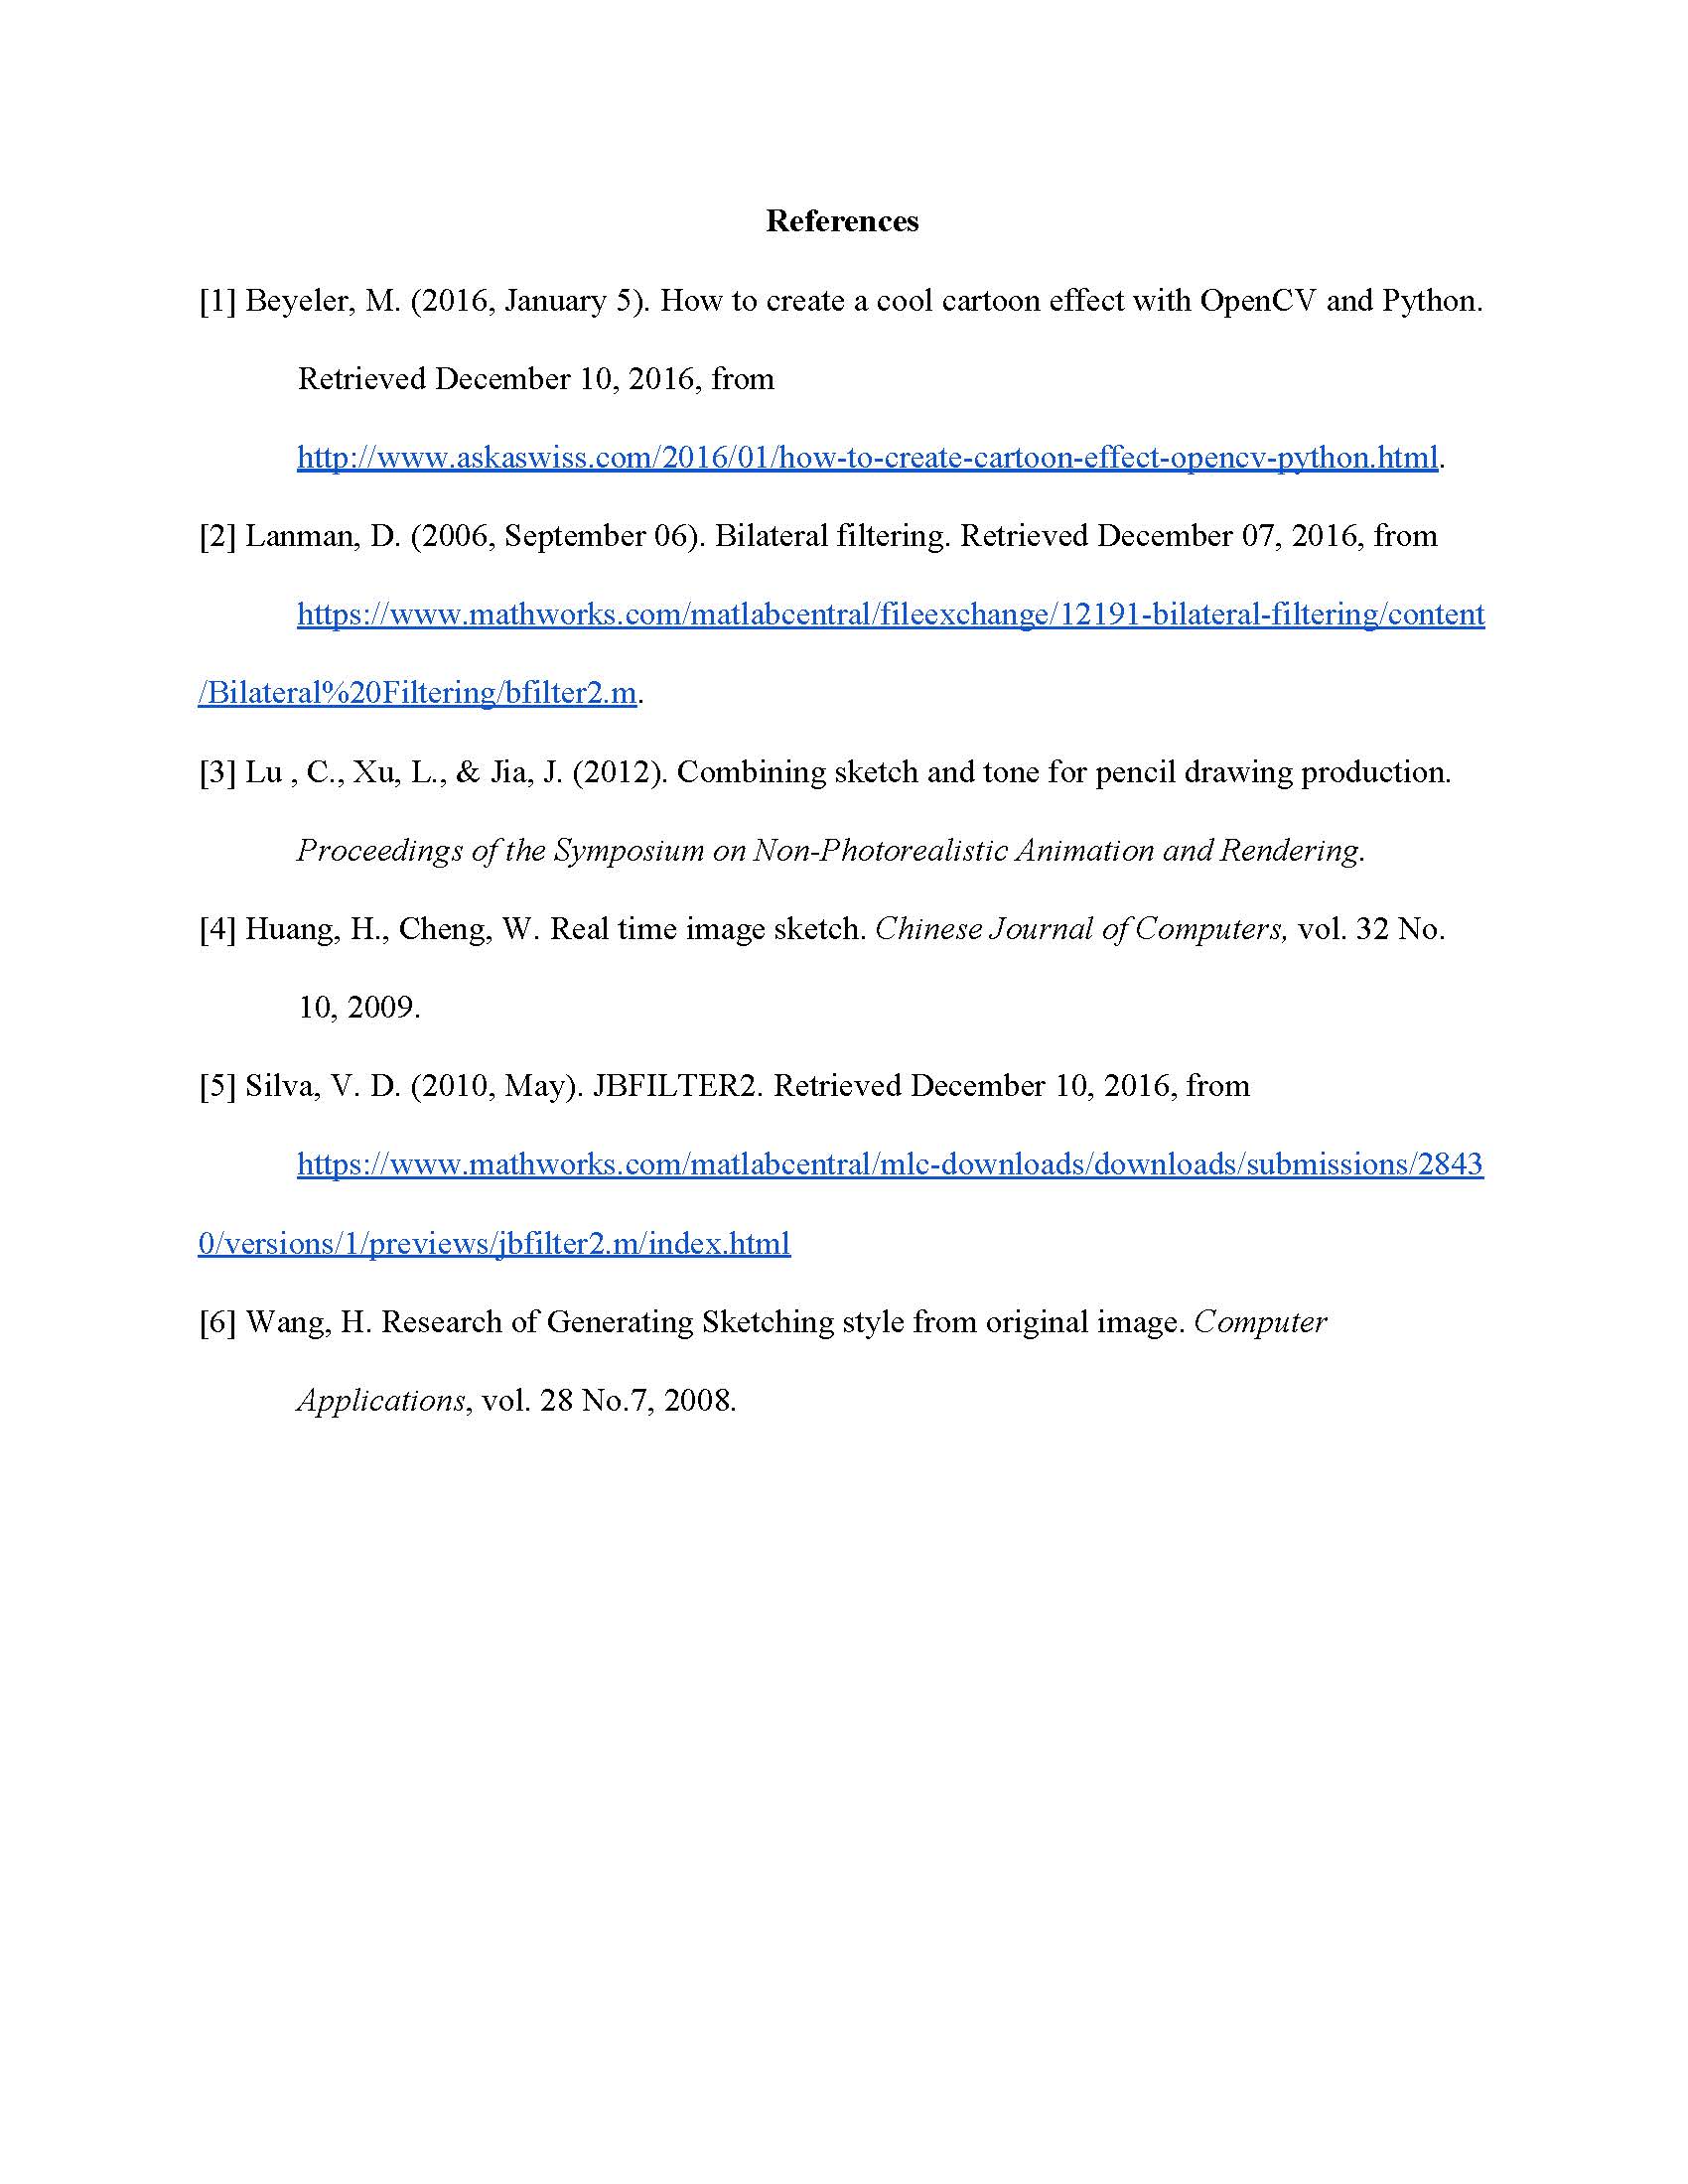 References
[1] Beyeler, M. (2016, January 5). How to create a cool cartoon effect with OpenCV and Python.
Retrieved December 10, 2016, from
http://www.askaswiss.com/2016/01/how-to-create-cartoon-effect-opencv-python.html.
[2] Lanman, D. (2006, September 06). Bilateral filtering. Retrieved December 07, 2016, from
https://www.mathworks.com/matlabcentral/fileexchange/12191-bilateral-filtering/content
/Bilateral%20Filtering/bfilter2.m.
[3] Lu , C., Xu, L., & Jia, J. (2012). Combining sketch and tone for pencil drawing production.
Proceedings of the Symposium on Non-Photorealistic Animation and Rendering.
[4] Huang, H., Cheng, W. Real time image sketch. Chinese Journal of Computers, vol. 32 No.
10, 2009.
[5] Silva, V. D. (2010, May). JBFILTER2. Retrieved December 10, 2016, from
https://www.mathworks.com/matlabcentral/mlc-downloads/downloads/submissions/2843
0/versions/1/previews/jbfilter2.m/index.html
[6] Wang, H. Research of Generating Sketching style from original image. Computer
Applications, vol. 28 No.7, 2008.